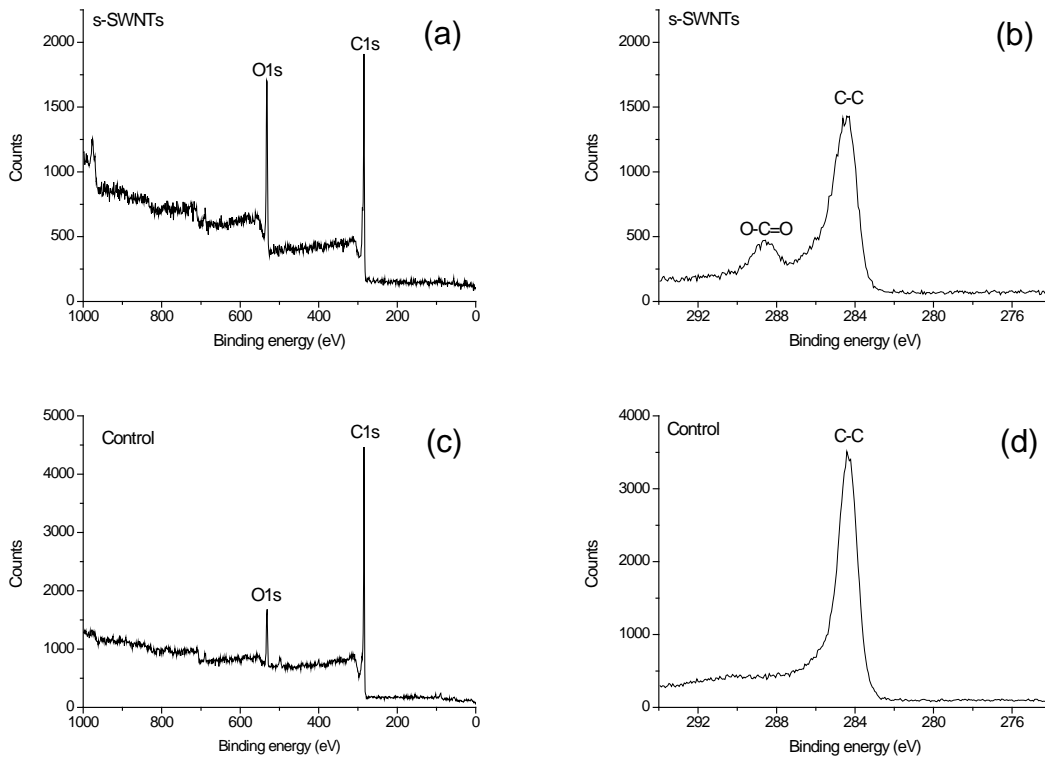 s-SWNTs
(a)
O1s
C1s
Counts
2000
1500
1000
500
0
1000 800 600 400 200 0
Binding energy (eV)
s-SWNTs
(b)
C-C
O-C=O
Counts
2000
1500
1000
500
0
292 288 284 280 276
Binding energy (eV)
Control
(c)
C1s
O1s
Counts
5000
4000
3000
2000
1000
0
1000 800 600 400 200 0
Binding energy (eV)
Control
(d)
C-C
Counts
4000
3000
2000
1000
0
292 288 284 280 276
Binding energy (eV)